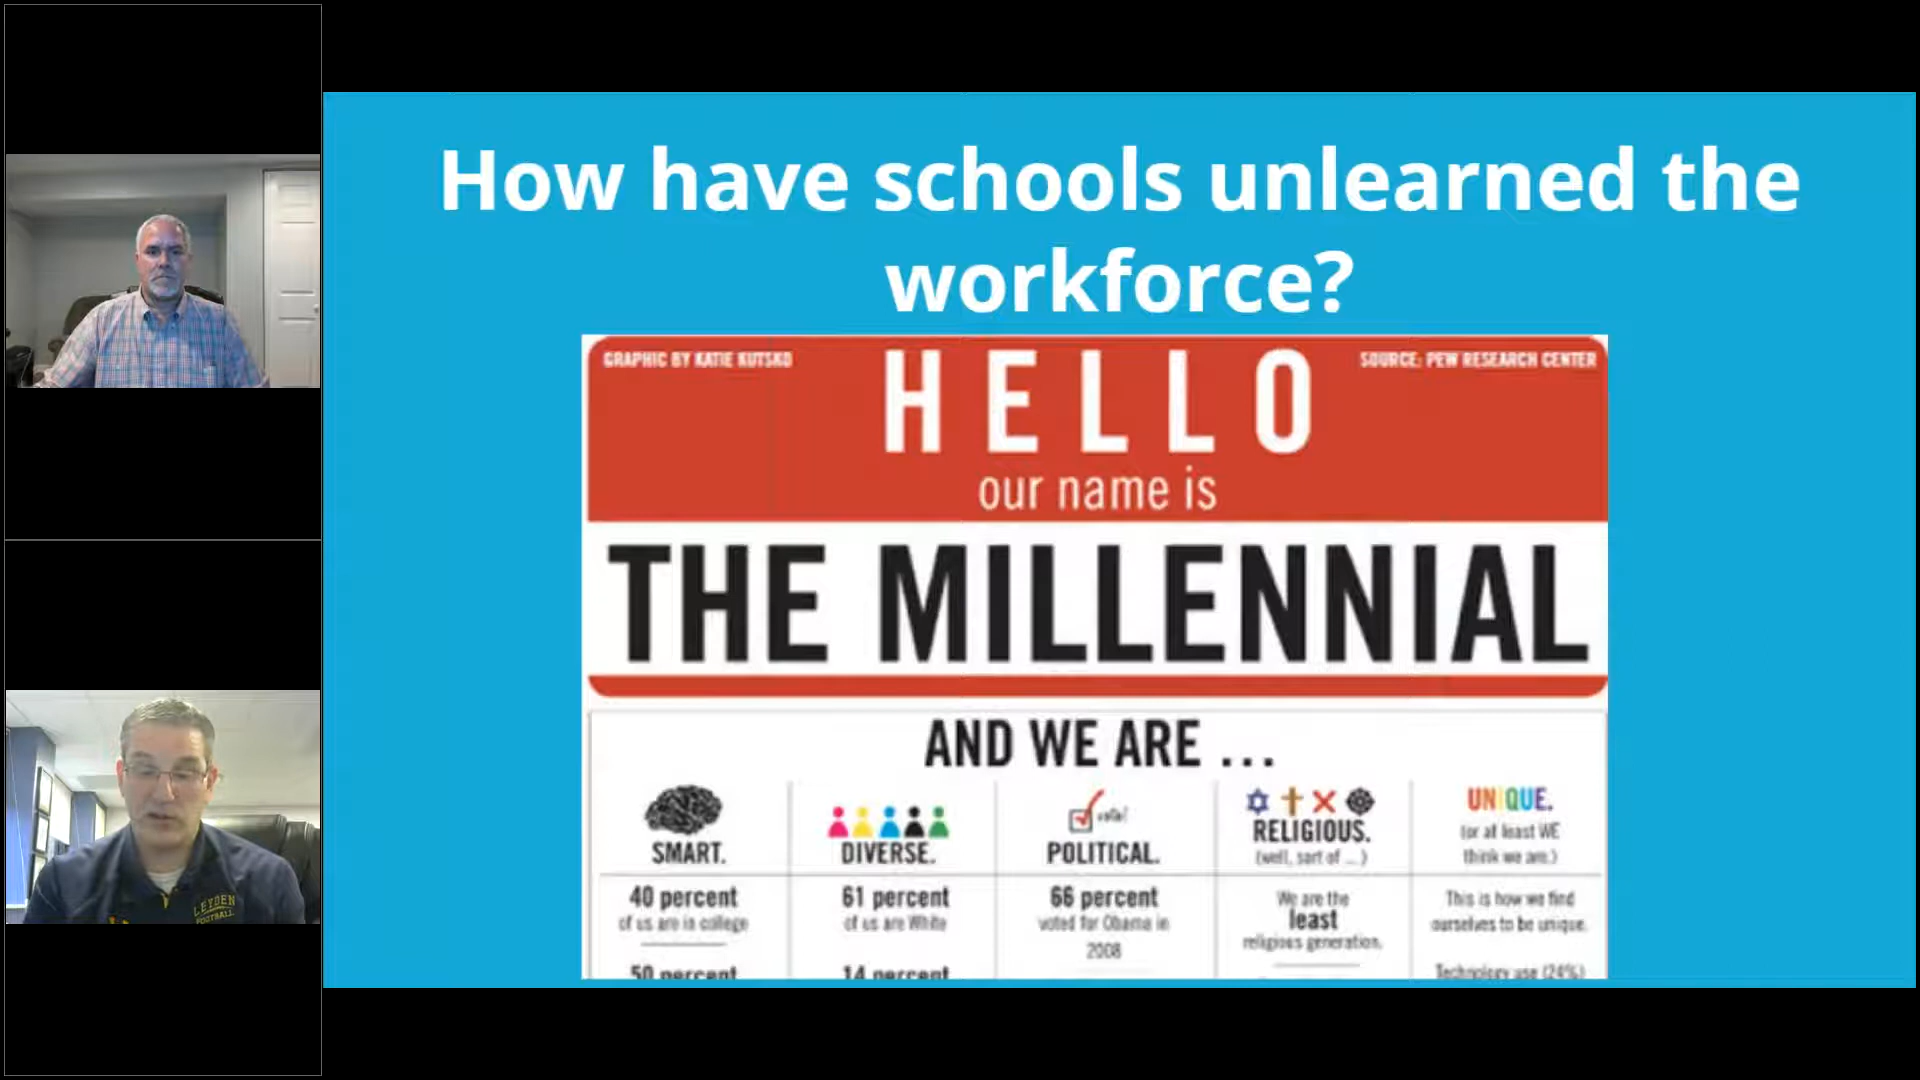 How have schools unlearned the
workforce?
GRAPHIC BY KATIE KUTSKO
SOURCE: PEW RESEARCH CENTER
HELLO
our name is
THE MILLENNIAL
AND WE ARE ...
SMART.
40 percent
of us are in college
50 percent
DIVERSE.
61 percent
of us are White
14 percent
vote!
POLITICAL.
66 percent
voted for Obama in
2008
RELIGIOUS.
(well, sort of ...)
We are the
least
religious generation.
UNIQUE.
(or at least WE
think we are.)
This is how we find
ourselves to be unique.
Technology use (24%)
LEYDEN
FOOTBALL